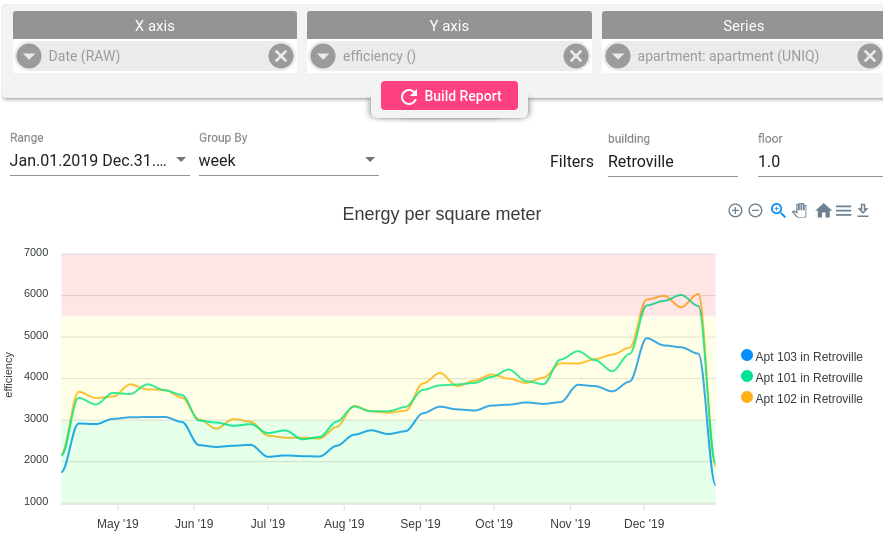 X axis
Y axis
Series
Date (RAW)
efficiency ()
apartment: apartment (UNIQ)
Build Report
Range
Group By
building
floor
Jan.01.2019 Dec.31....
week
Filters
Retroville
1.0
Energy per square meter
7000
6000
5000
4000
3000
2000
1000
efficiency
Apt 103 in Retroville
Apt 101 in Retroville
Apt 102 in Retroville
May '19
Jun '19
Jul '19
Aug '19
Sep '19
Oct '19
Nov '19
Dec '19